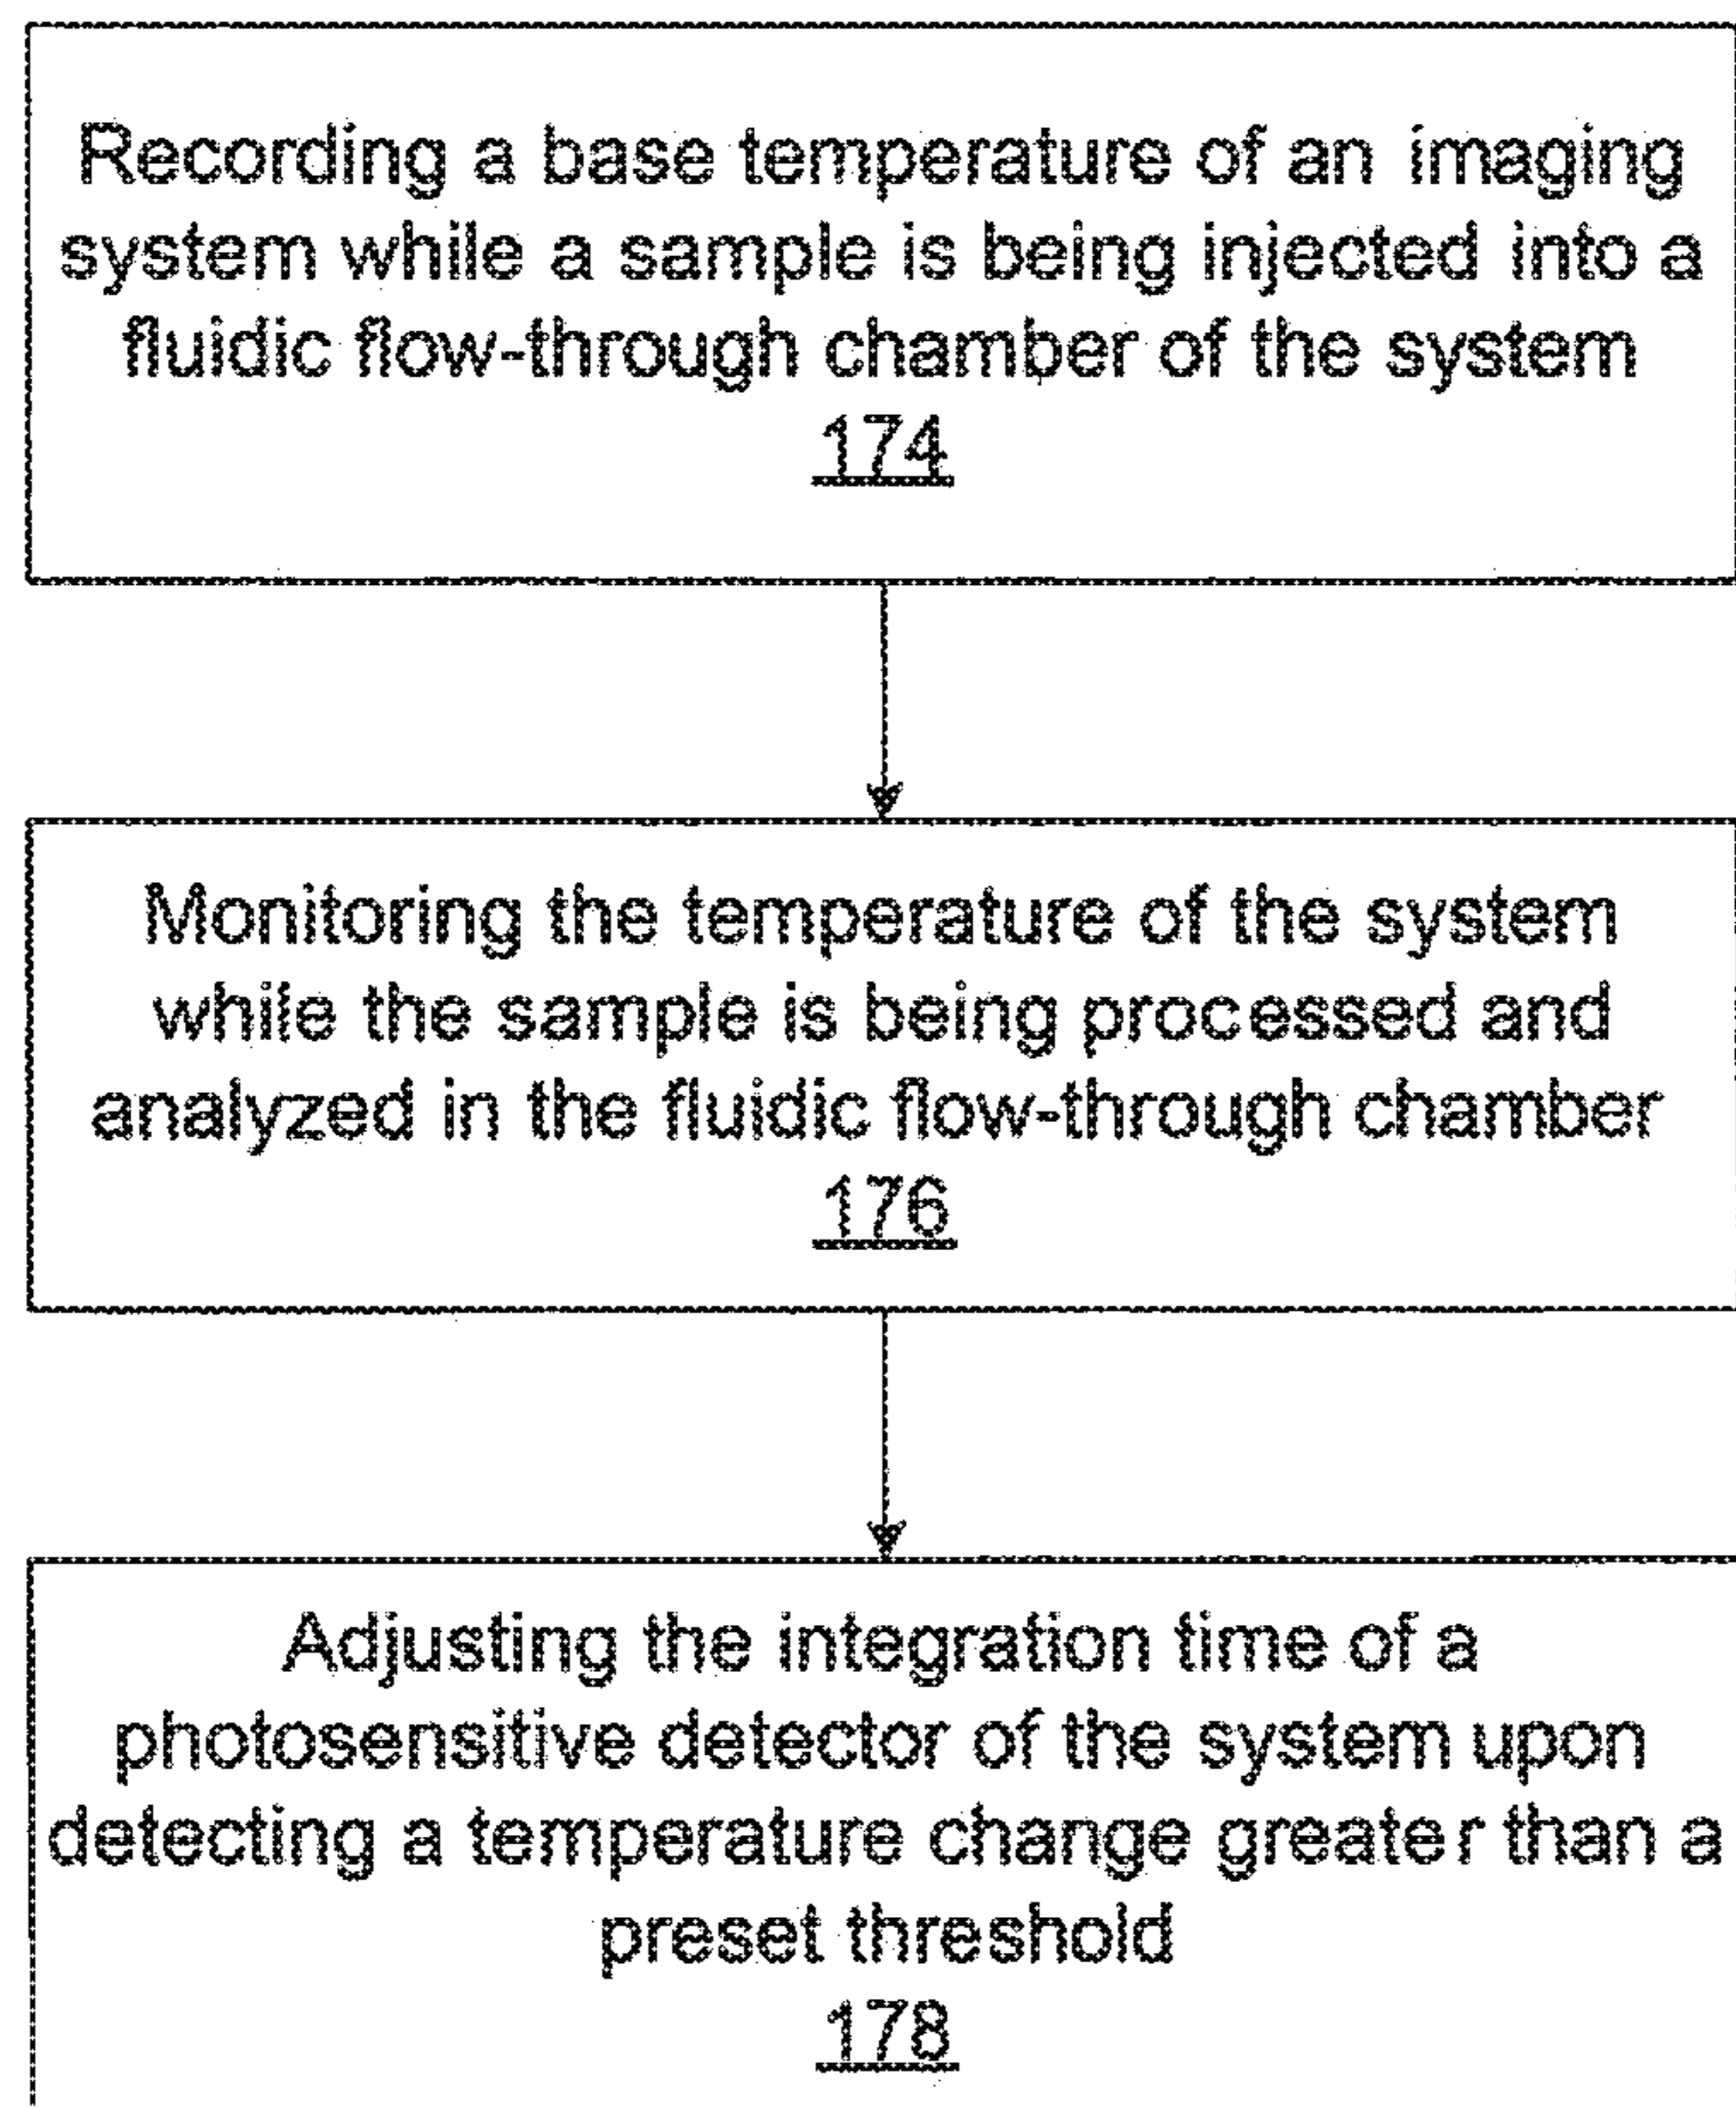 Recording a base temperature of an imaging
system while a sample is being injected into a
fluidic flow-through chamber of the system
174
Monitoring the temperature of the system
while the sample is being processed and
analyzed in the fluidic flow-through chamber
176
Adjusting the integration time of a
photosensitive detector of the system upon
detecting a temperature change greater than a
preset threshold
178